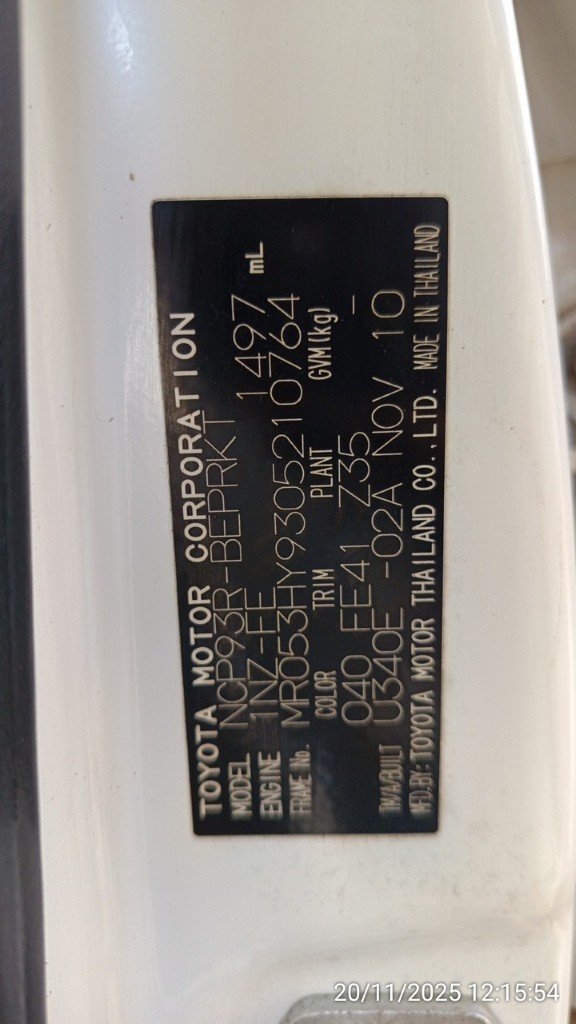 TOYOTA MOTOR CORPORATION
MODEL NCP93R-BEPRKT 1497 mL
ENGINE 1NZ-FE
FRAME No. MR053HY9305210764
COLOR TRIM PLANT GVM(kg)
040 FE41 Z35 -
T/A/BUILT U340E -02A NOV 10
MFD.BY: TOYOTA MOTOR THAILAND CO.,LTD. MADE IN THAILAND
20/11/2025 12:15:54